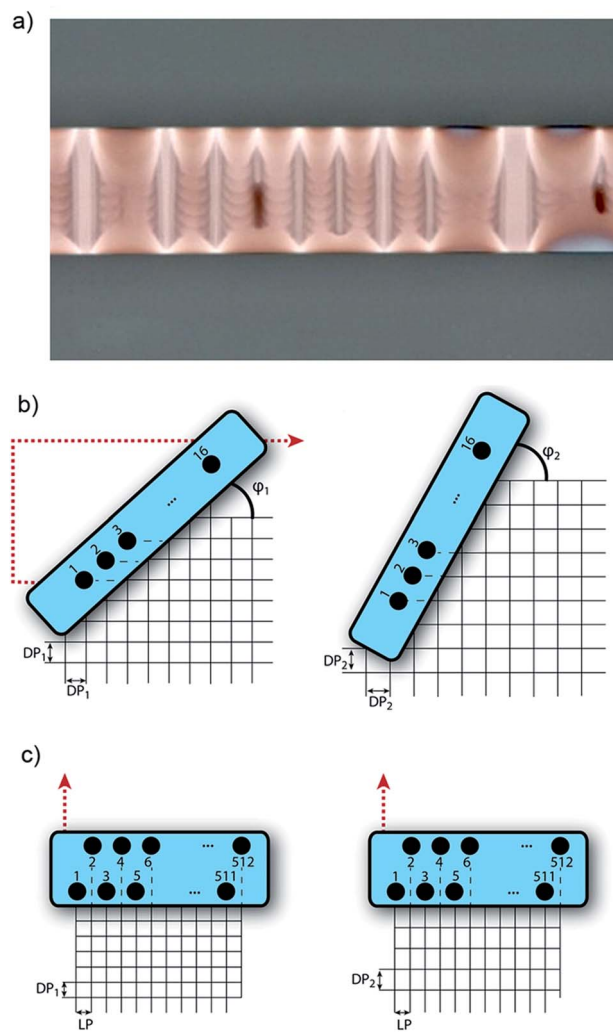 a)
b)
16
φ1
3
2
1
...
DP1
DP1
16
φ2
3
2
1
...
DP2
DP2
c)
2 4 6 ... 512
1 3 5 ... 511
DP1
LP
2 4 6 ... 512
1 3 5 ... 511
DP2
LP